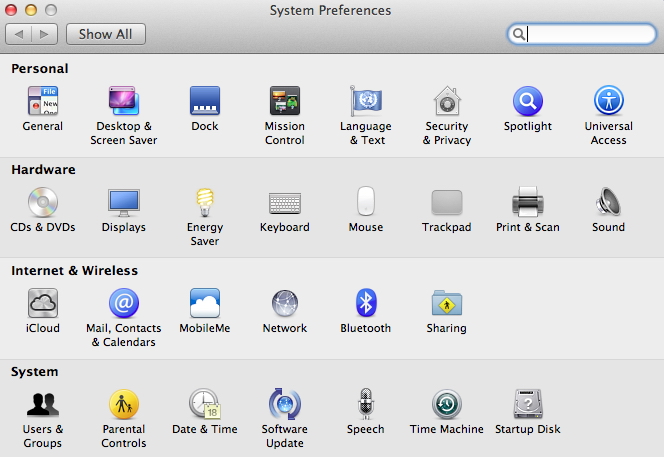 System Preferences
Show All
Personal
File
New
General
Desktop &
Screen Saver
Dock
Mission
Control
Language
& Text
Security
& Privacy
Spotlight
Universal
Access
Hardware
CDs & DVDs
Displays
Energy
Saver
Keyboard
Mouse
Trackpad
Print & Scan
Sound
Internet & Wireless
iCloud
@
Mail, Contacts
& Calendars
MobileMe
Network
Bluetooth
Sharing
System
18
Users &
Groups
Parental
Controls
Date & Time
Software
Update
Speech
Time Machine
Startup Disk